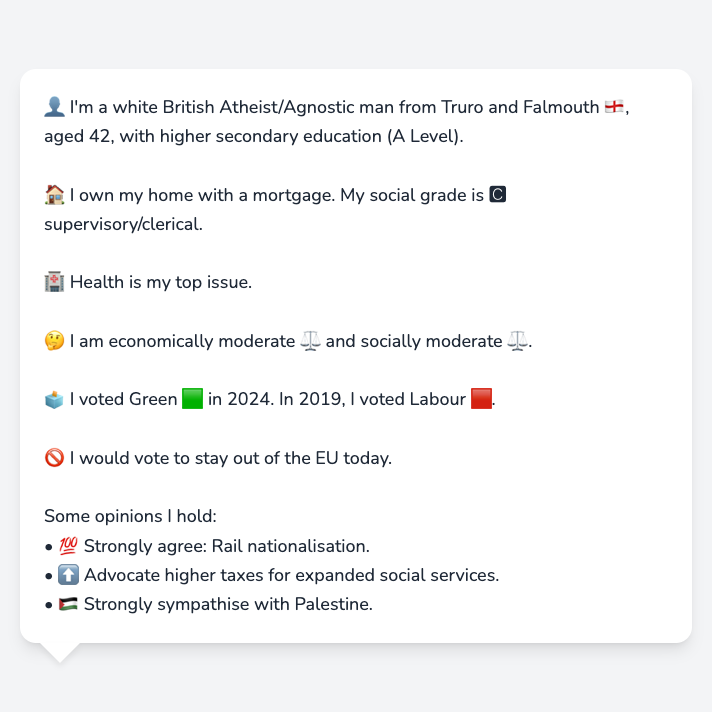 👤 I'm a white British Atheist/Agnostic man from Truro and Falmouth 🏴󠁧󠁢󠁥󠁮󠁧󠁿,
aged 42, with higher secondary education (A Level).
🏠 I own my home with a mortgage. My social grade is 🅲
supervisory/clerical.
🏥 Health is my top issue.
🤔 I am economically moderate ⚖️ and socially moderate ⚖️.
🗳️ I voted Green 🟩 in 2024. In 2019, I voted Labour 🟥.
🚫 I would vote to stay out of the EU today.
Some opinions I hold:
• 💯 Strongly agree: Rail nationalisation.
• ⬆️ Advocate higher taxes for expanded social services.
• 🇵🇸 Strongly sympathise with Palestine.